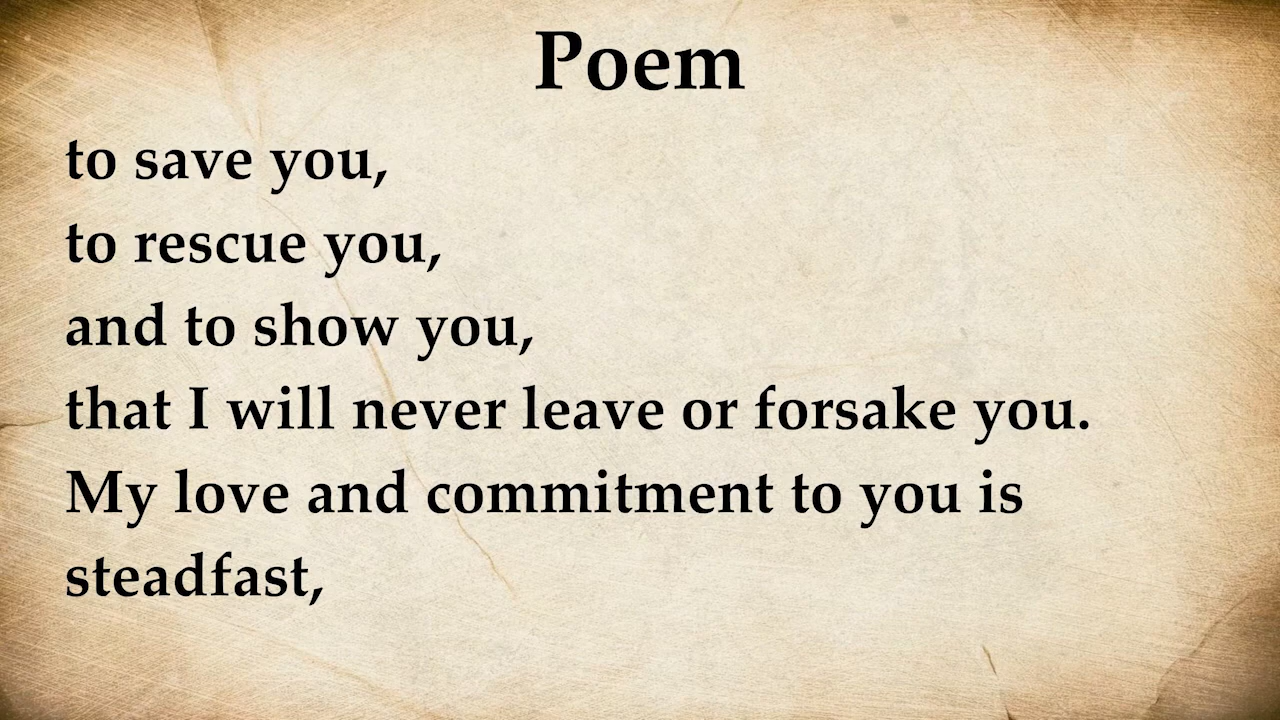 Poem
to save you,
to rescue you,
and to show you,
that I will never leave or forsake you.
My love and commitment to you is
steadfast,